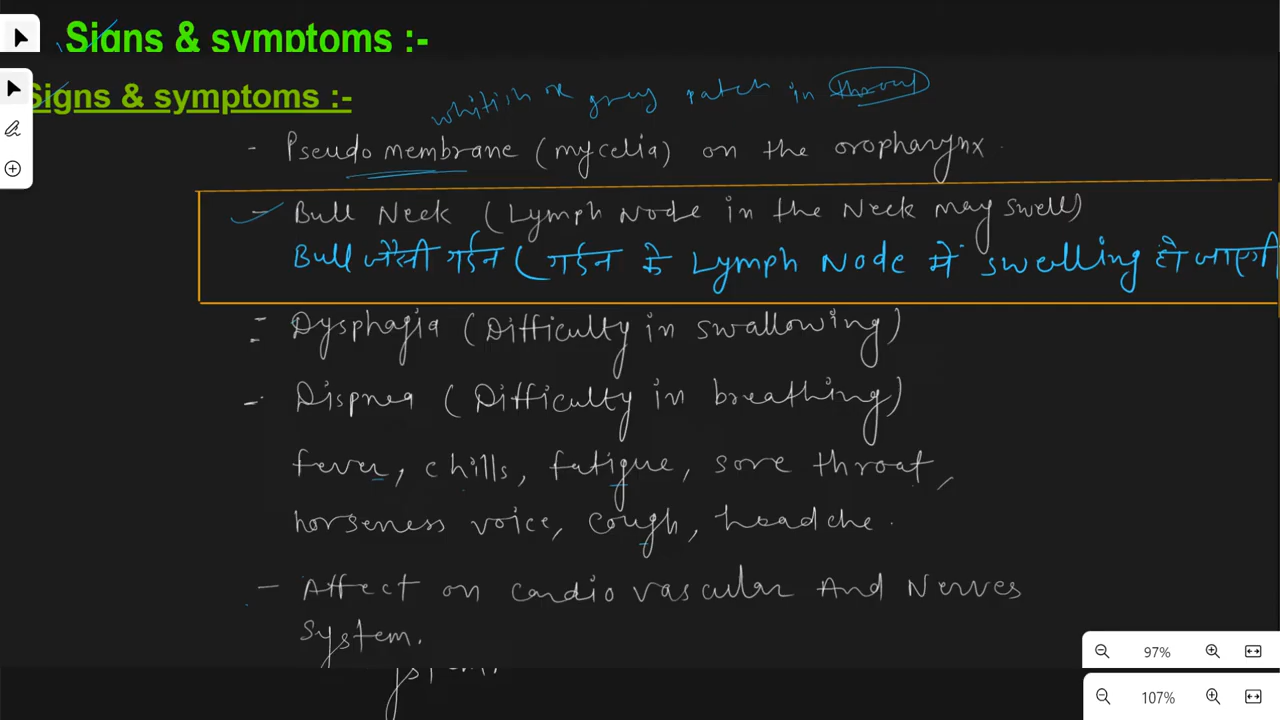 Signs & symptoms :-
Signs & symptoms :-
whitish or grey patch in throat
- Pseudo membrane (mycelia) on the oropharynx
- Bull Neck (Lymph Node in the Neck may swell)
Bull जैसी गर्दन (गर्दन के Lymph Node में swelling हो जाएगी
- Dysphagia (Difficulty in swallowing)
- Dispnea (Difficulty in breathing)
fever, chills, fatigue, sore throat,
horseness voice, cough, headche.
- Affect on cardio vascular And Nerves
System.
97%
107%